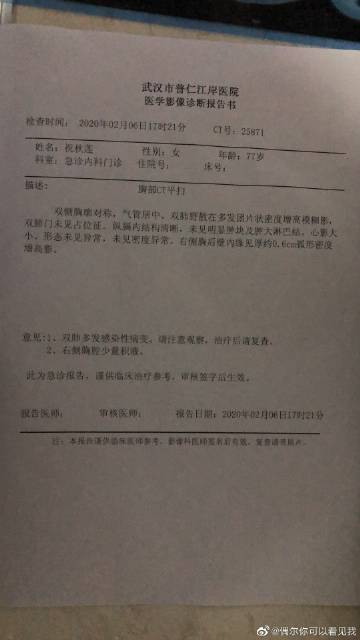 武汉市普仁江岸医院
医学影像诊断报告书
检查时间: 2020年02月06日17时21分 CT号: 25871
姓名: 祝秋莲 性别: 女 年龄: 77岁
科室: 急诊内科门诊 住院号: 床号:
描述: 胸部CT平扫
双侧胸廓对称,气管居中,双肺野散在多发团片状密度增高模糊影,
双肺门未见占位征。纵膈内结构清晰,未见明显肿块及肿大淋巴结。心影大
小、形态未见异常,未见密度异常。右侧胸后壁内缘见厚约0.6cm弧形密度
增高影。
意见:1、双肺多发感染性病变,请注意观察,治疗后请复查。
2、右侧胸腔少量积液。
此为急诊报告,谨供临床治疗参考,审核签字后生效。
报告医师: 审核医师: 报告日期: 2020年02月06日17时21分
注: 本报告谨供临床医师参考,影像科医师签名后有效,复查请带原片。
@偶尔你可以看见我